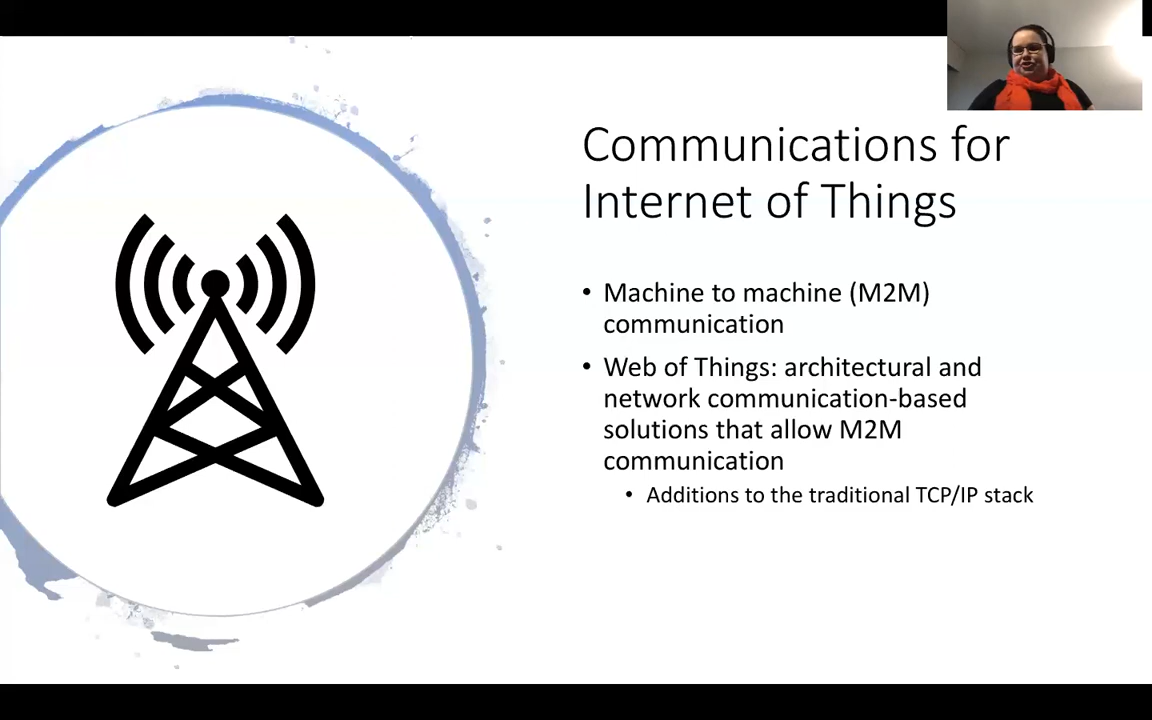 Communications for
Internet of Things
• Machine to machine (M2M)
communication
• Web of Things: architectural and
network communication-based
solutions that allow M2M
communication
• Additions to the traditional TCP/IP stack